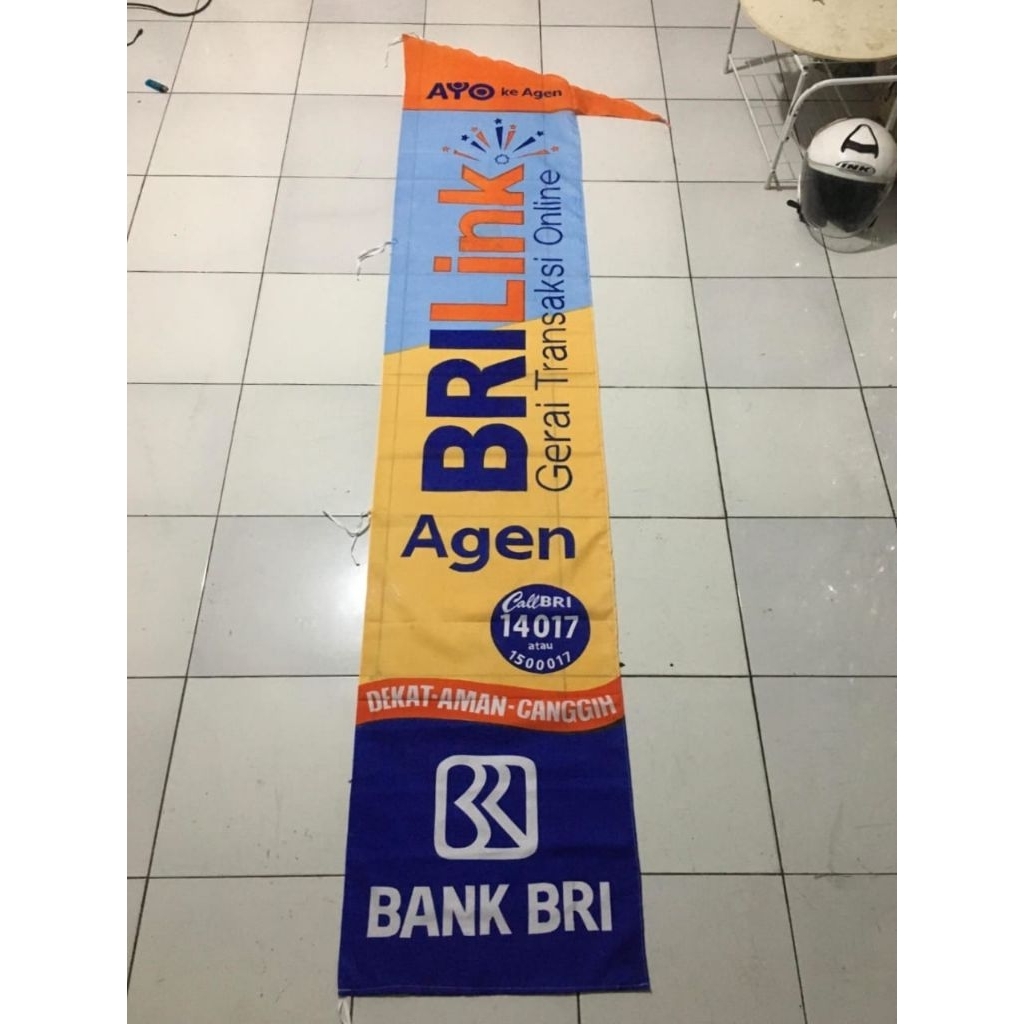 AYO ke Agen
BRILink
Gerai Transaksi Online
Agen
CallBRI
14017
atau
1500017
DEKAT-AMAN-CANGGIH
BANK BRI
INK